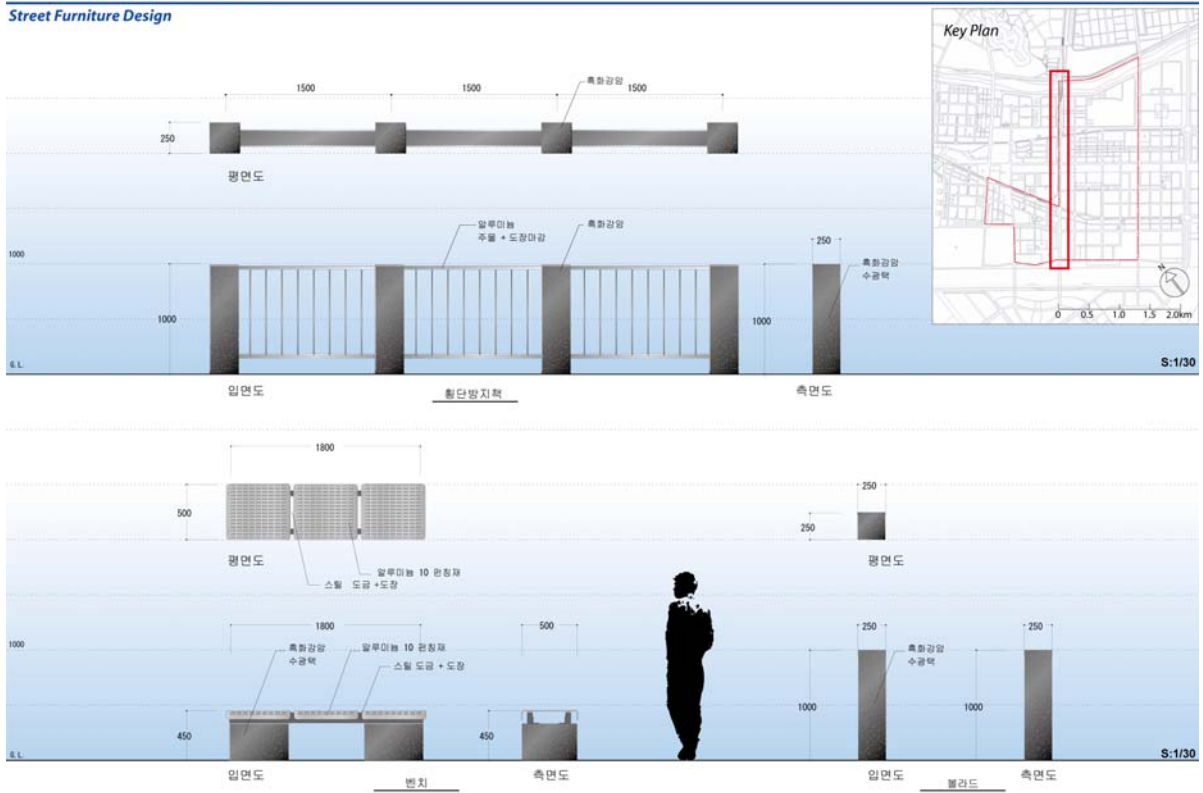 Street Furniture Design
Key Plan
N
0 0.5 1.0 1.5 2.0km
흑화강암
1500 1500 1500
250
평면도
알루미늄
주물 + 도장마감
흑화강암
250
흑화강암
수광택
1000
1000
1000
G.L.
S:1/30
입면도
횡단방지책
측면도
1800
500
평면도
알루미늄 10 펀칭재
스틸 도금 +도장
250
250
평면도
1000
1800
500
흑화강암
수광택
알루미늄 10 펀칭재
스틸 도금 + 도장
450
450
250
250
흑화강암
수광택
1000
1000
G.L.
S:1/30
입면도
벤치
측면도
입면도
볼라드
측면도